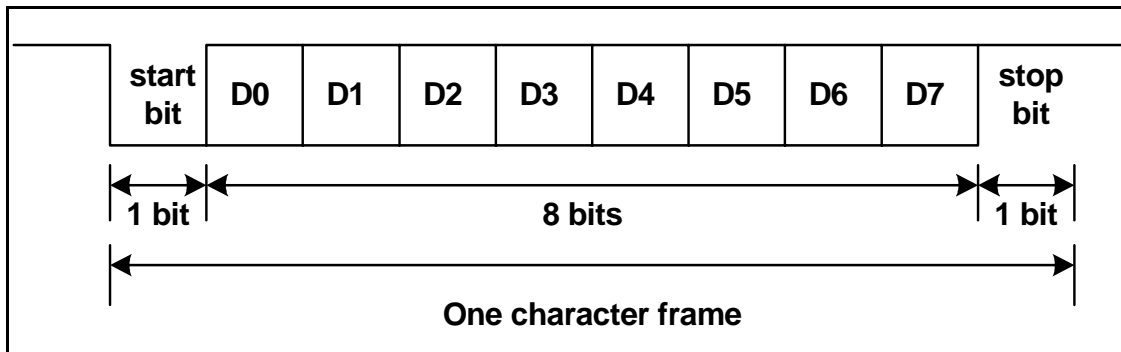 start bit D0 D1 D2 D3 D4 D5 D6 D7 stop bit
1 bit 8 bits 1 bit
One character frame